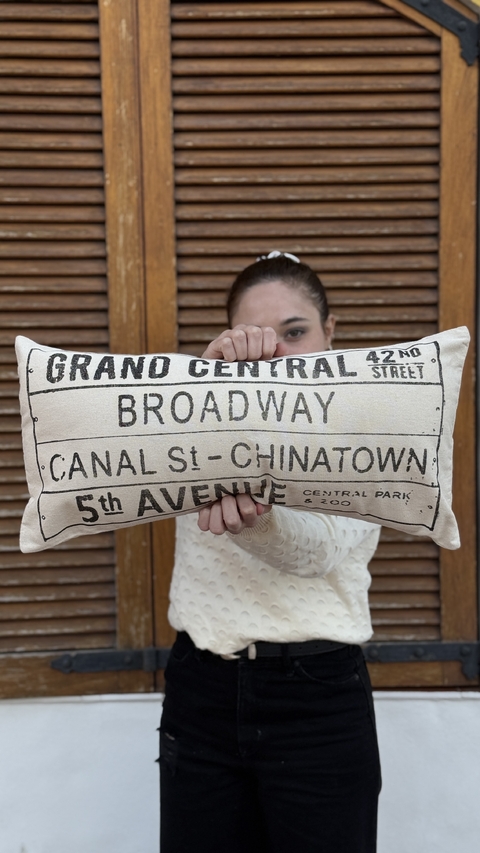 GRAND CENTRAL 42ND STREET
BROADWAY
CANAL St - CHINATOWN
5th AVENUE CENTRAL PARK & ZOO